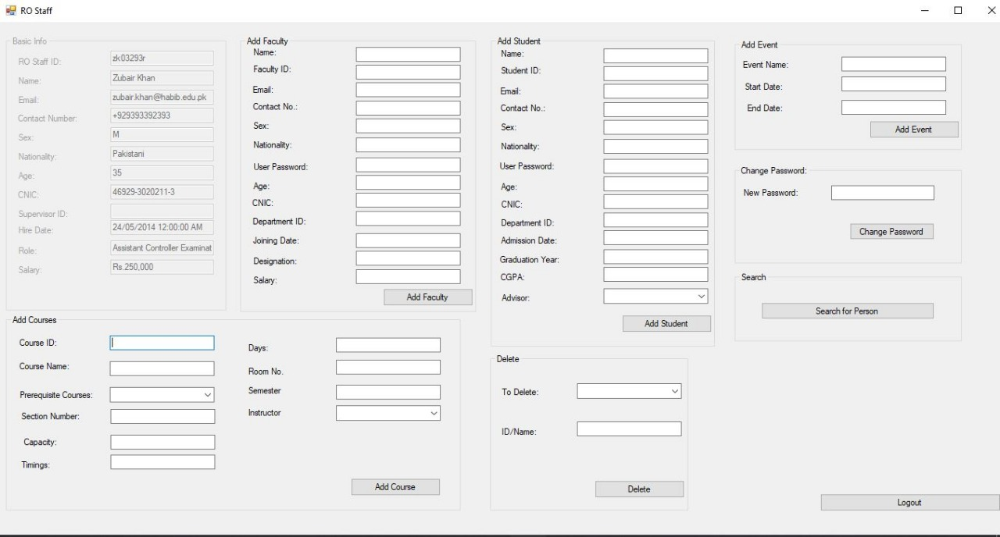 RO Staff
Basic Info
RO Staff ID: zk03293r
Name: Zubair Khan
Email: zubair.khan@habib.edu.pk
Contact Number: +929393392393
Sex: M
Nationality: Pakistani
Age: 35
CNIC: 46929-3020211-3
Supervisor ID:
Hire Date: 24/05/2014 12:00:00 AM
Role: Assistant Controller Examinat
Salary: Rs.250,000
Add Faculty
Name:
Faculty ID:
Email:
Contact No.:
Sex:
Nationality:
User Password:
Age:
CNIC:
Department ID:
Joining Date:
Designation:
Salary:
Add Faculty
Add Student
Name:
Student ID:
Email:
Contact No.:
Sex:
Nationality:
User Password:
Age:
CNIC:
Department ID:
Admission Date:
Graduation Year:
CGPA:
Advisor:
Add Student
Add Event
Event Name:
Start Date:
End Date:
Add Event
Change Password:
New Password:
Change Password
Search
Search for Person
Add Courses
Course ID:
Course Name:
Prerequisite Courses:
Section Number:
Capacity:
Timings:
Days:
Room No.
Semester
Instructor
Add Course
Delete
To Delete:
ID/Name:
Delete
Logout